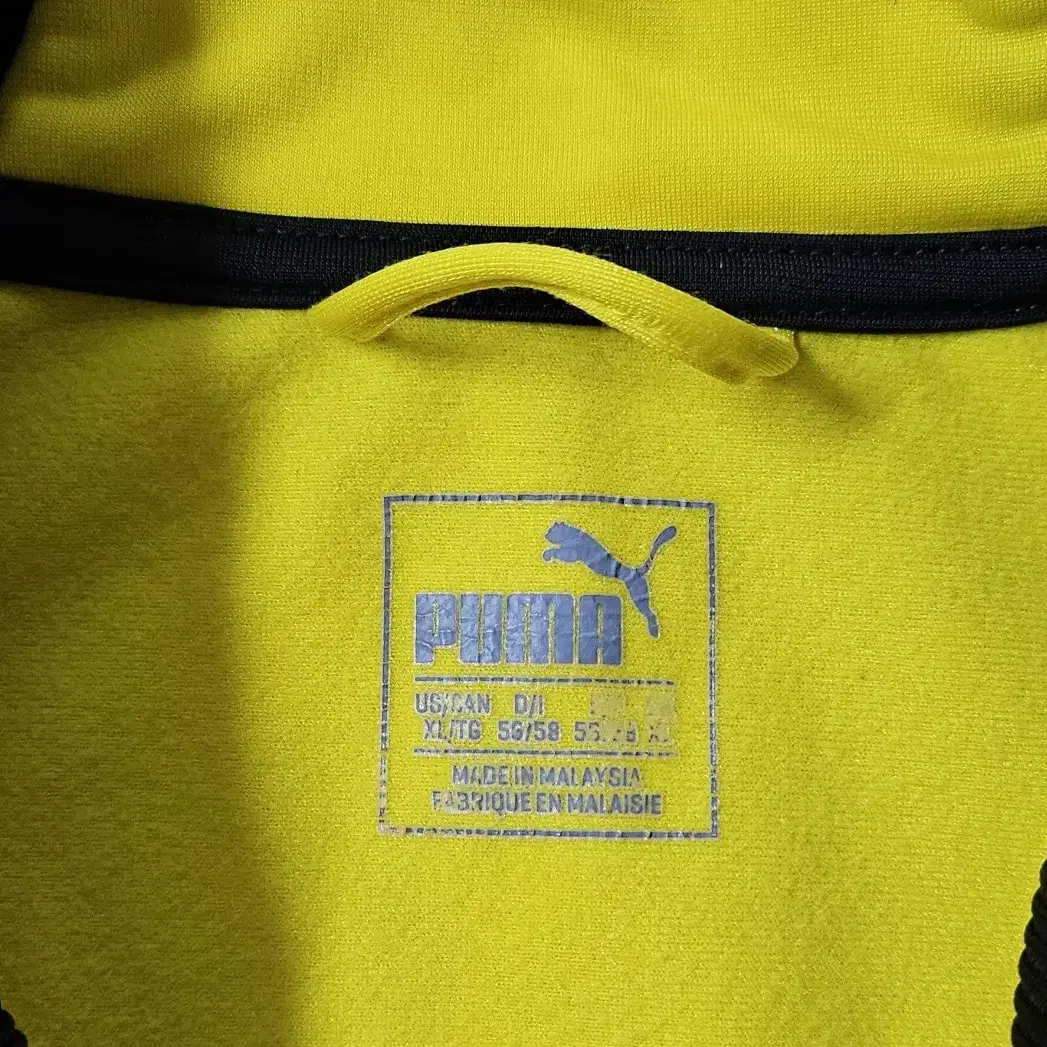 PUMA
US/CAN D/I
XL/TG 56/58 XL
MADE IN MALAYSIA
FABRIQUE EN MALAISIE